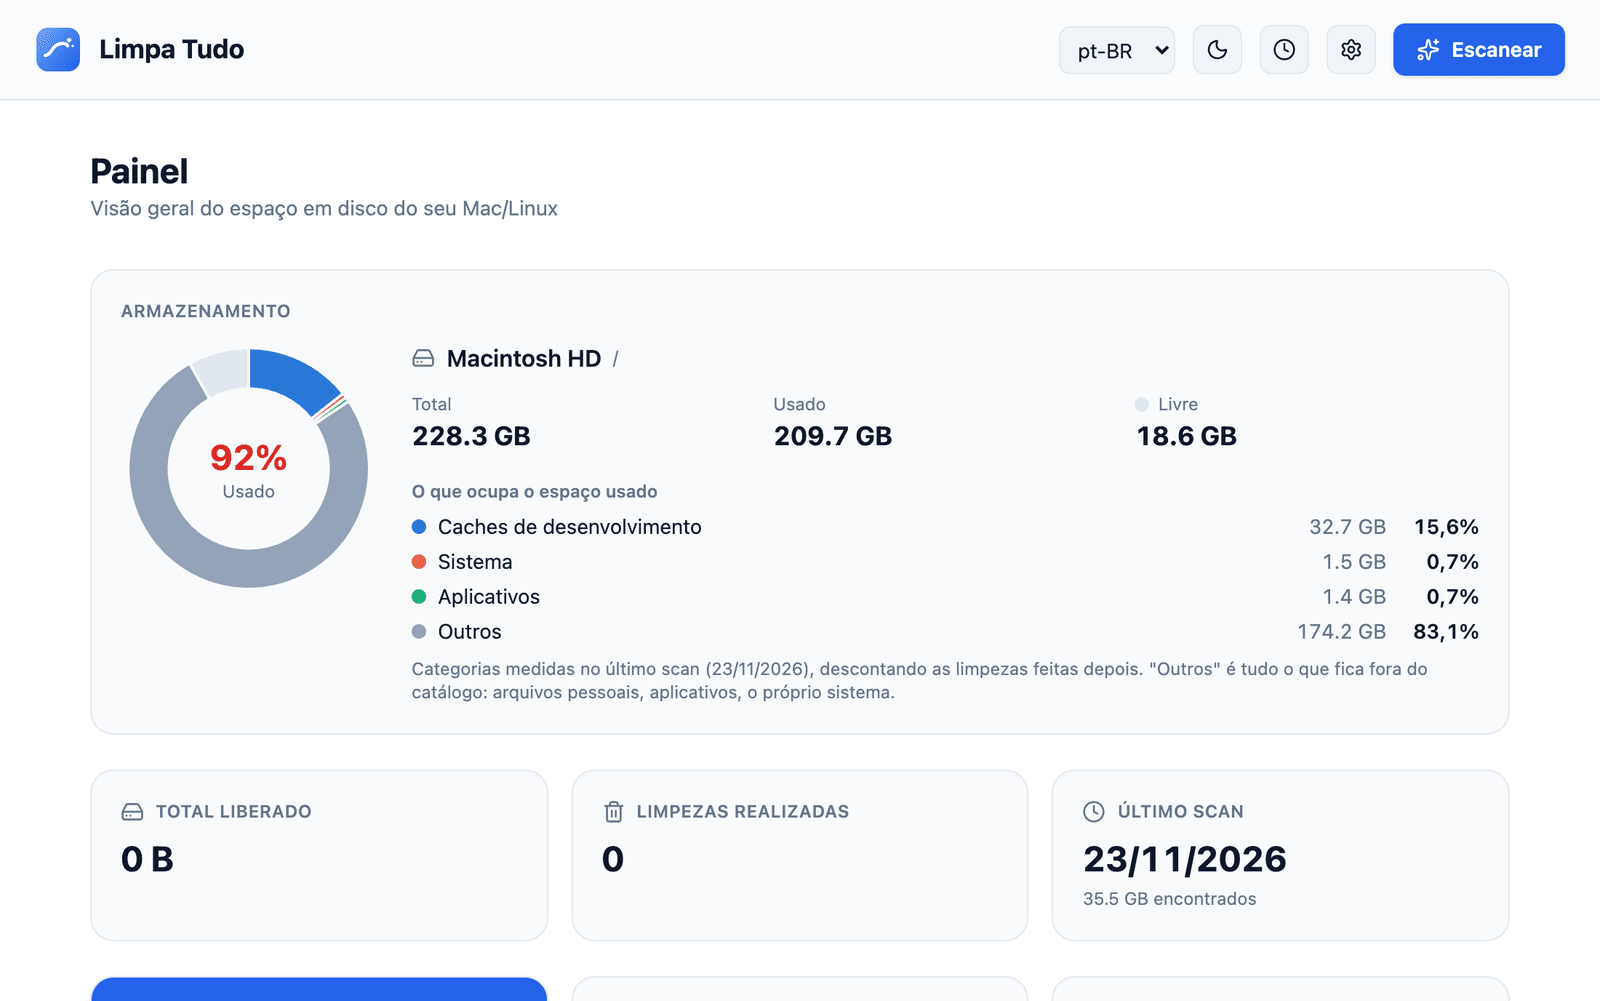 Limpa Tudo
pt-BR
Escanear
Painel
Visão geral do espaço em disco do seu Mac/Linux
ARMAZENAMENTO
92%
Usado
Macintosh HD /
Total
228.3 GB
Usado
209.7 GB
Livre
18.6 GB
O que ocupa o espaço usado
Caches de desenvolvimento 32.7 GB 15,6%
Sistema 1.5 GB 0,7%
Aplicativos 1.4 GB 0,7%
Outros 174.2 GB 83,1%
Categorias medidas no último scan (23/11/2026), descontando as limpezas feitas depois. "Outros" é tudo o que fica fora do
catálogo: arquivos pessoais, aplicativos, o próprio sistema.
TOTAL LIBERADO
0 B
LIMPEZAS REALIZADAS
0
ÚLTIMO SCAN
23/11/2026
35.5 GB encontrados